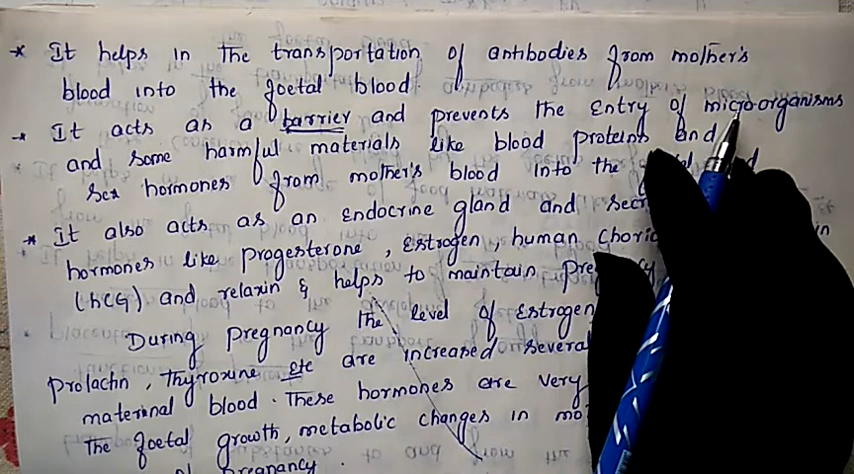 * It helps in the transportation of antibodies from mother's
blood into the foetal blood.
* It acts as a barrier and prevents the Entry of micro-organisms
and some harmful materials like blood proteins and
sex hormones from mother's blood into the
* It also acts as an Endocrine gland and
hormones like progesterone, Estrogen, human
(hCG) and relaxin & helps to maintain
During pregnancy the level of Estrogen
prolactin, Thyroxine etc are increased several
maternal blood. These hormones are very
The foetal growth, metabolic changes in
pregnancy.